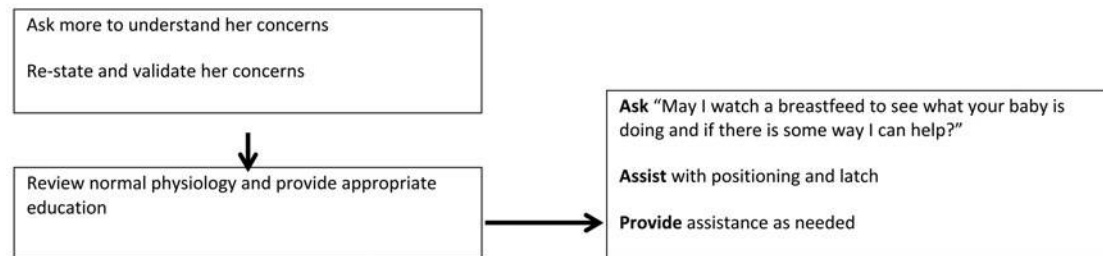 Ask more to understand her concerns
Re-state and validate her concerns
Review normal physiology and provide appropriate
education
Ask “May I watch a breastfeed to see what your baby is
doing and if there is some way I can help?”
Assist with positioning and latch
Provide assistance as needed